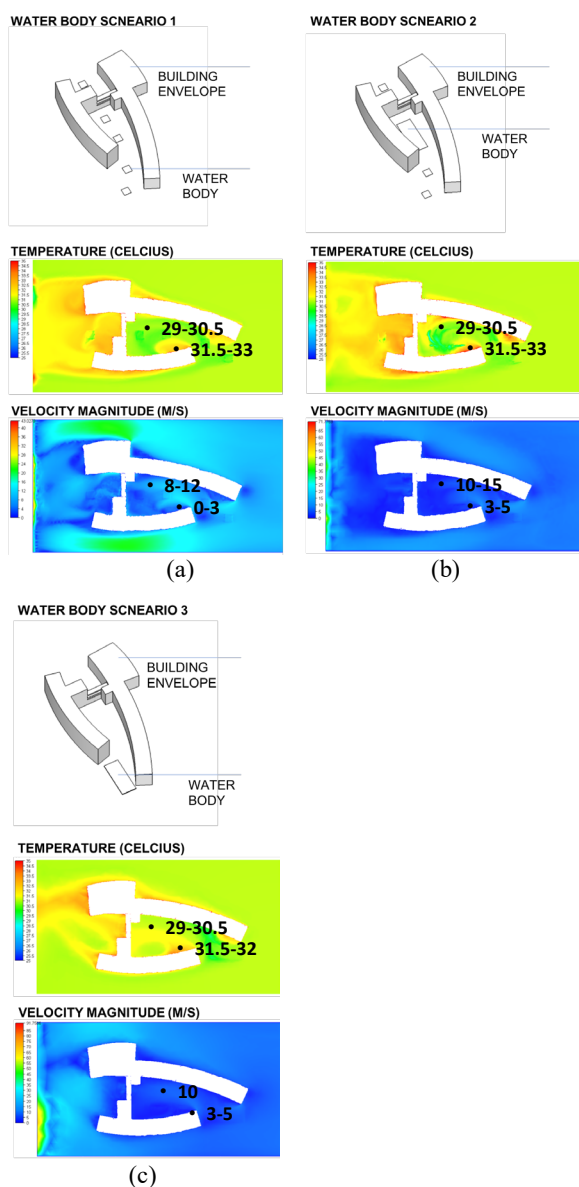 WATER BODY SCNEARIO 1
BUILDING
ENVELOPE
WATER
BODY
TEMPERATURE (CELCIUS)
29-30.5
31.5-33
VELOCITY MAGNITUDE (M/S)
8-12
0-3
(a)
WATER BODY SCNEARIO 2
BUILDING
ENVELOPE
WATER
BODY
TEMPERATURE (CELCIUS)
29-30.5
31.5-33
VELOCITY MAGNITUDE (M/S)
10-15
3-5
(b)
WATER BODY SCNEARIO 3
BUILDING
ENVELOPE
WATER
BODY
TEMPERATURE (CELCIUS)
29-30.5
31.5-32
VELOCITY MAGNITUDE (M/S)
10
3-5
(c)